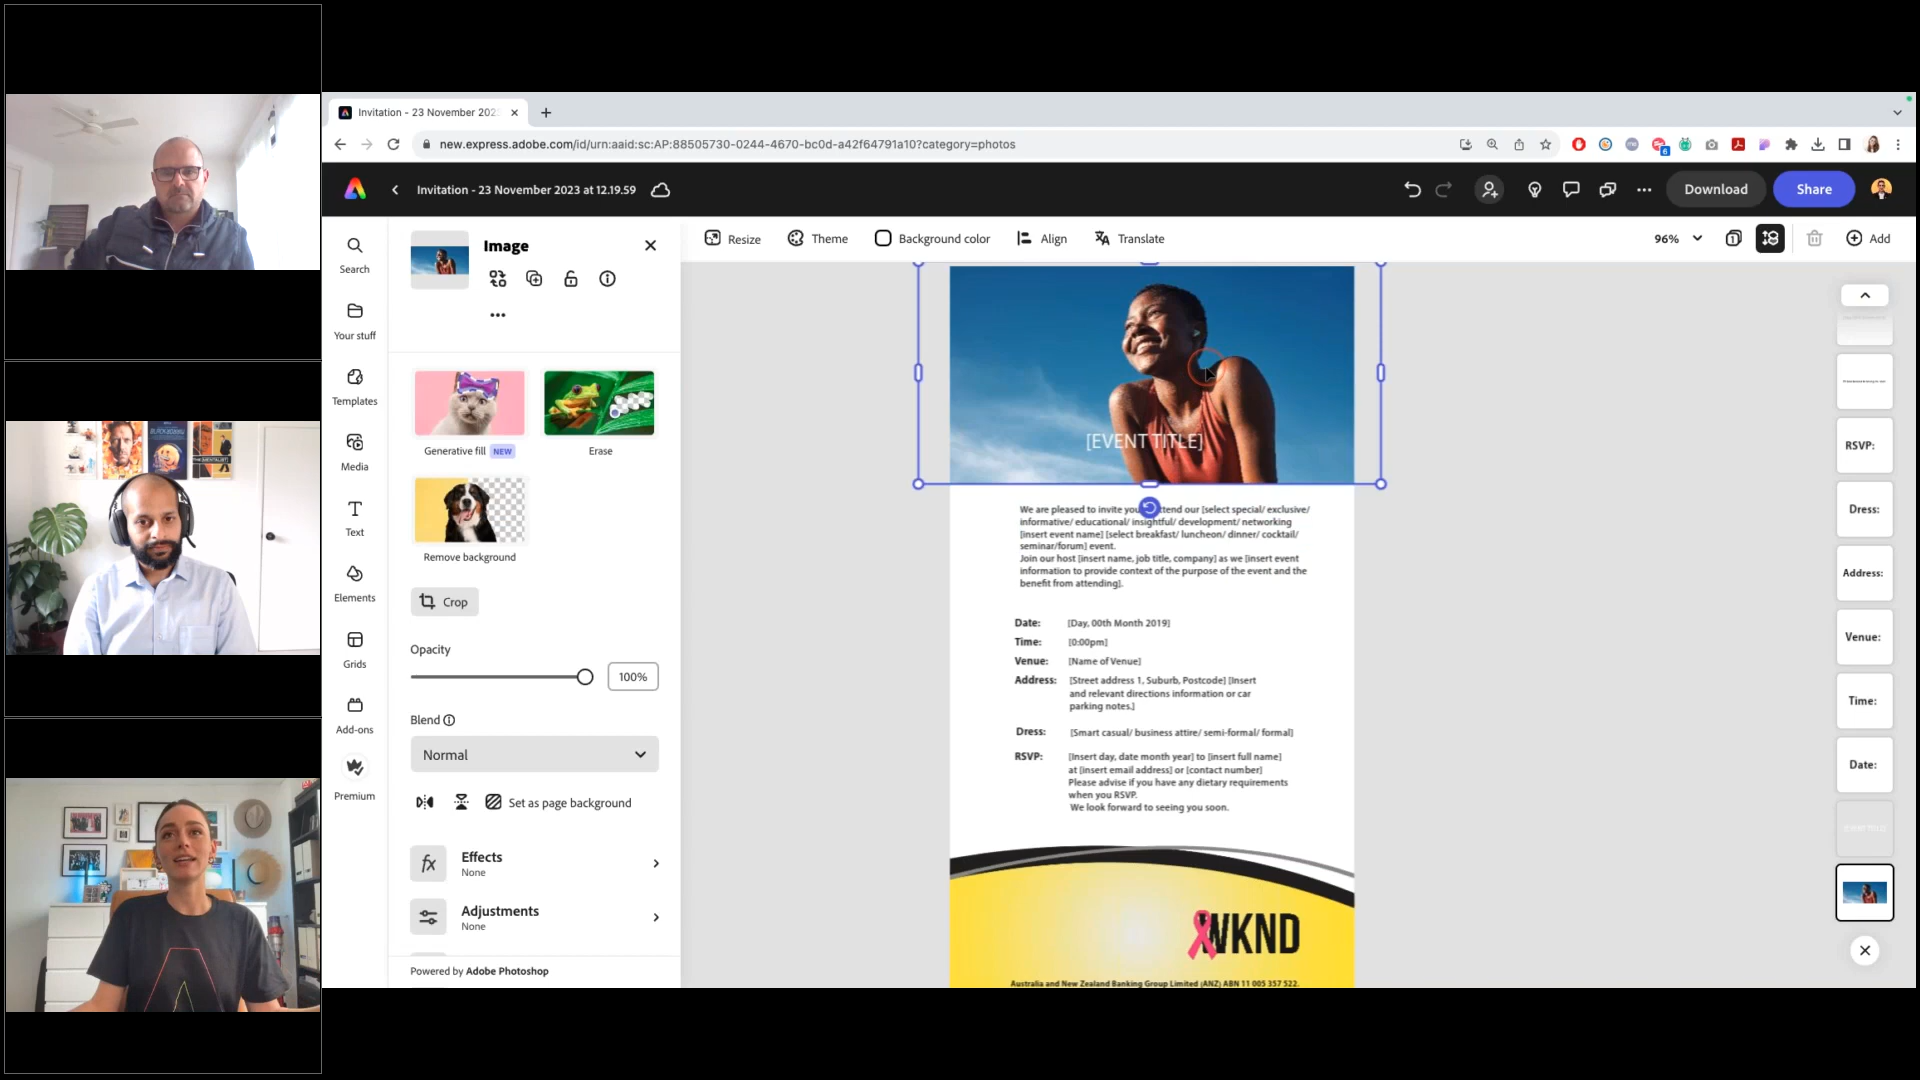 Invitation - 23 November 202
new.express.adobe.com/id/urn:aaid:sc:AP:88505730-0244-4670-bc0d-a42f64791a10?category=photos
6
Invitation - 23 November 2023 at 12.19.59
Download
Share
Search
Your stuff
Templates
Media
Text
Elements
Grids
Add-ons
Premium
Image
Generative fill NEW
Erase
Remove background
Crop
Opacity
100%
Blend
Normal
Set as page background
Effects
None
Adjustments
None
Powered by Adobe Photoshop
Resize
Theme
Background color
Align
Translate
96%
1
Add
[EVENT TITLE]
We are pleased to invite you attend our [select special/ exclusive/
informative/ educational/ insightful/ development/ networking
[insert event name] [select breakfast/ luncheon/ dinner/ cocktail/
seminar/forum] event.
Join our host [insert name, job title, company] as we [insert event
information to provide context of the purpose of the event and the
benefit from attending].
Date: [Day, 00th Month 2019]
Time: [0:00pm]
Venue: [Name of Venue]
Address: [Street address 1, Suburb, Postcode] [Insert
and relevant directions information or car
parking notes.]
Dress: [Smart casual/ business attire/ semi-formal/ formal]
RSVP: [Insert day, date month year] to [insert full name]
at [insert email address] or [contact number]
Please advise if you have any dietary requirements
when you RSVP.
We look forward to seeing you soon.
WKND
Australia and New Zealand Banking Group Limited (ANZ) ABN 11 005 357 522.
RSVP:
Dress:
Address:
Venue:
Time:
Date:
[EVENT TITLE]